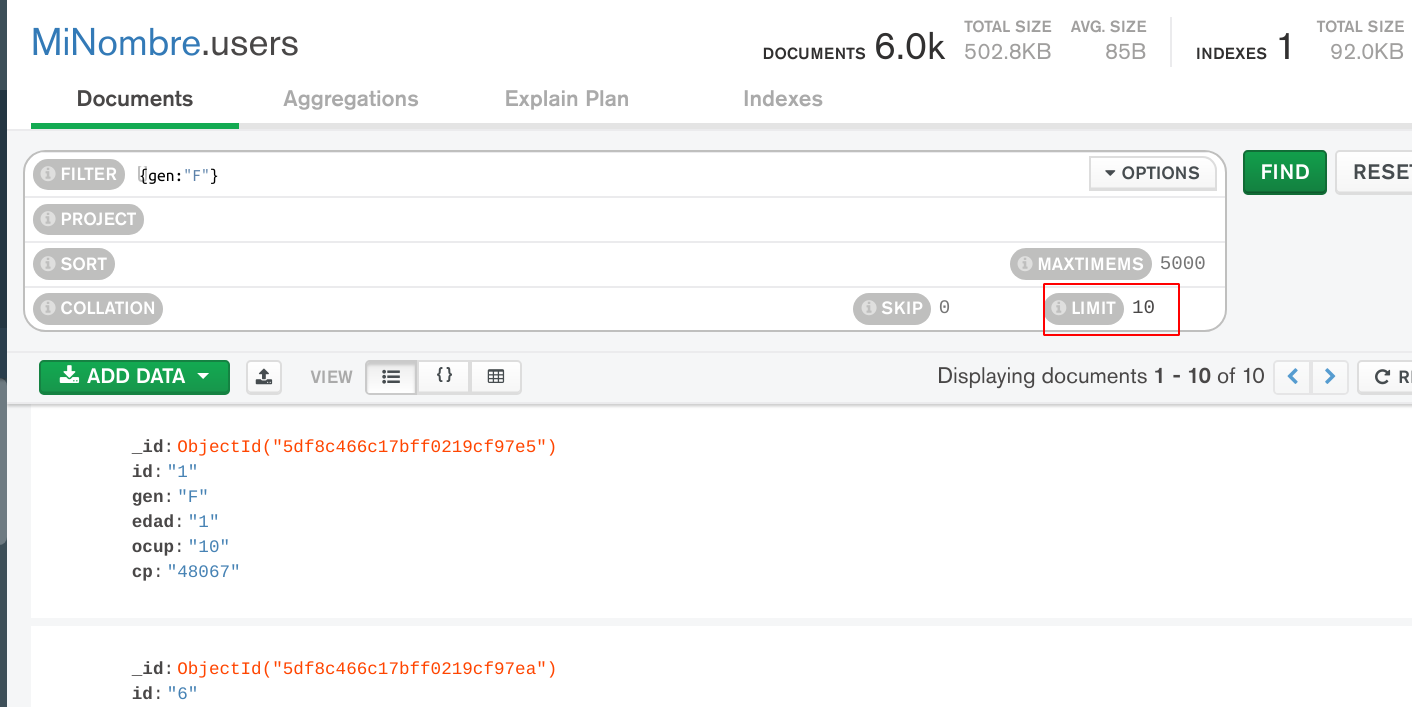 MiNombre.users
DOCUMENTS 6.0k TOTAL SIZE 502.8KB AVG. SIZE 85B INDEXES 1 TOTAL SIZE 92.0KB
Documents Aggregations Explain Plan Indexes
FILTER {gen:"F"} OPTIONS FIND RESET
PROJECT
SORT MAXTIMEMS 5000
COLLATION SKIP 0 LIMIT 10
ADD DATA VIEW {} Displaying documents 1 - 10 of 10
_id: ObjectId("5df8c466c17bff0219cf97e5")
id: "1"
gen: "F"
edad: "1"
ocup: "10"
cp: "48067"
_id: ObjectId("5df8c466c17bff0219cf97ea")
id: "6"